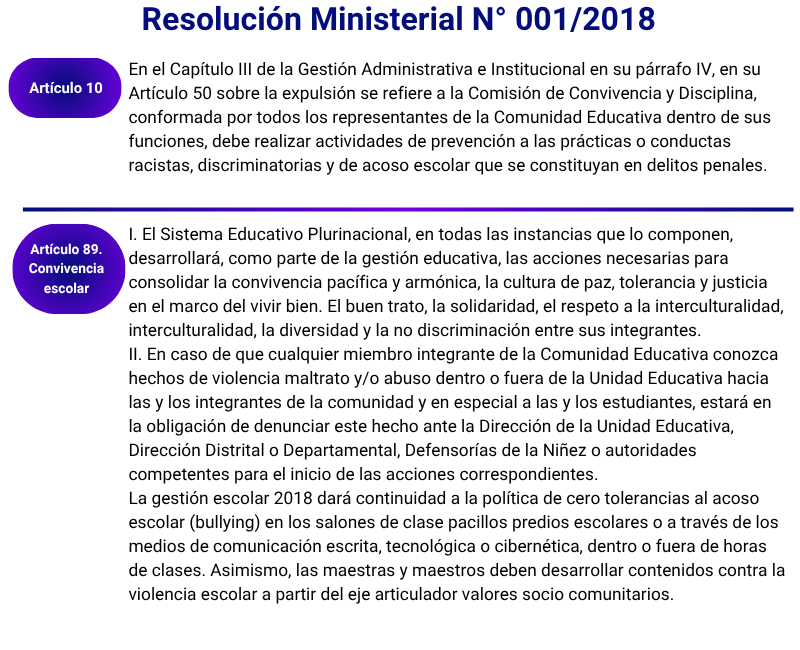 Resolución Ministerial N° 001/2018
Artículo 10
En el Capítulo III de la Gestión Administrativa e Institucional en su párrafo IV, en su
Artículo 50 sobre la expulsión se refiere a la Comisión de Convivencia y Disciplina,
conformada por todos los representantes de la Comunidad Educativa dentro de sus
funciones, debe realizar actividades de prevención a las prácticas o conductas
racistas, discriminatorias y de acoso escolar que se constituyan en delitos penales.
Artículo 89.
Convivencia
escolar
I. El Sistema Educativo Plurinacional, en todas las instancias que lo componen,
desarrollará, como parte de la gestión educativa, las acciones necesarias para
consolidar la convivencia pacífica y armónica, la cultura de paz, tolerancia y justicia
en el marco del vivir bien. El buen trato, la solidaridad, el respeto a la interculturalidad,
interculturalidad, la diversidad y la no discriminación entre sus integrantes.
II. En caso de que cualquier miembro integrante de la Comunidad Educativa conozca
hechos de violencia maltrato y/o abuso dentro o fuera de la Unidad Educativa hacia
las y los integrantes de la comunidad y en especial a las y los estudiantes, estará en
la obligación de denunciar este hecho ante la Dirección de la Unidad Educativa,
Dirección Distrital o Departamental, Defensorías de la Niñez o autoridades
competentes para el inicio de las acciones correspondientes.
La gestión escolar 2018 dará continuidad a la política de cero tolerancias al acoso
escolar (bullying) en los salones de clase pacillos predios escolares o a través de los
medios de comunicación escrita, tecnológica o cibernética, dentro o fuera de horas
de clases. Asimismo, las maestras y maestros deben desarrollar contenidos contra la
violencia escolar a partir del eje articulador valores socio comunitarios.